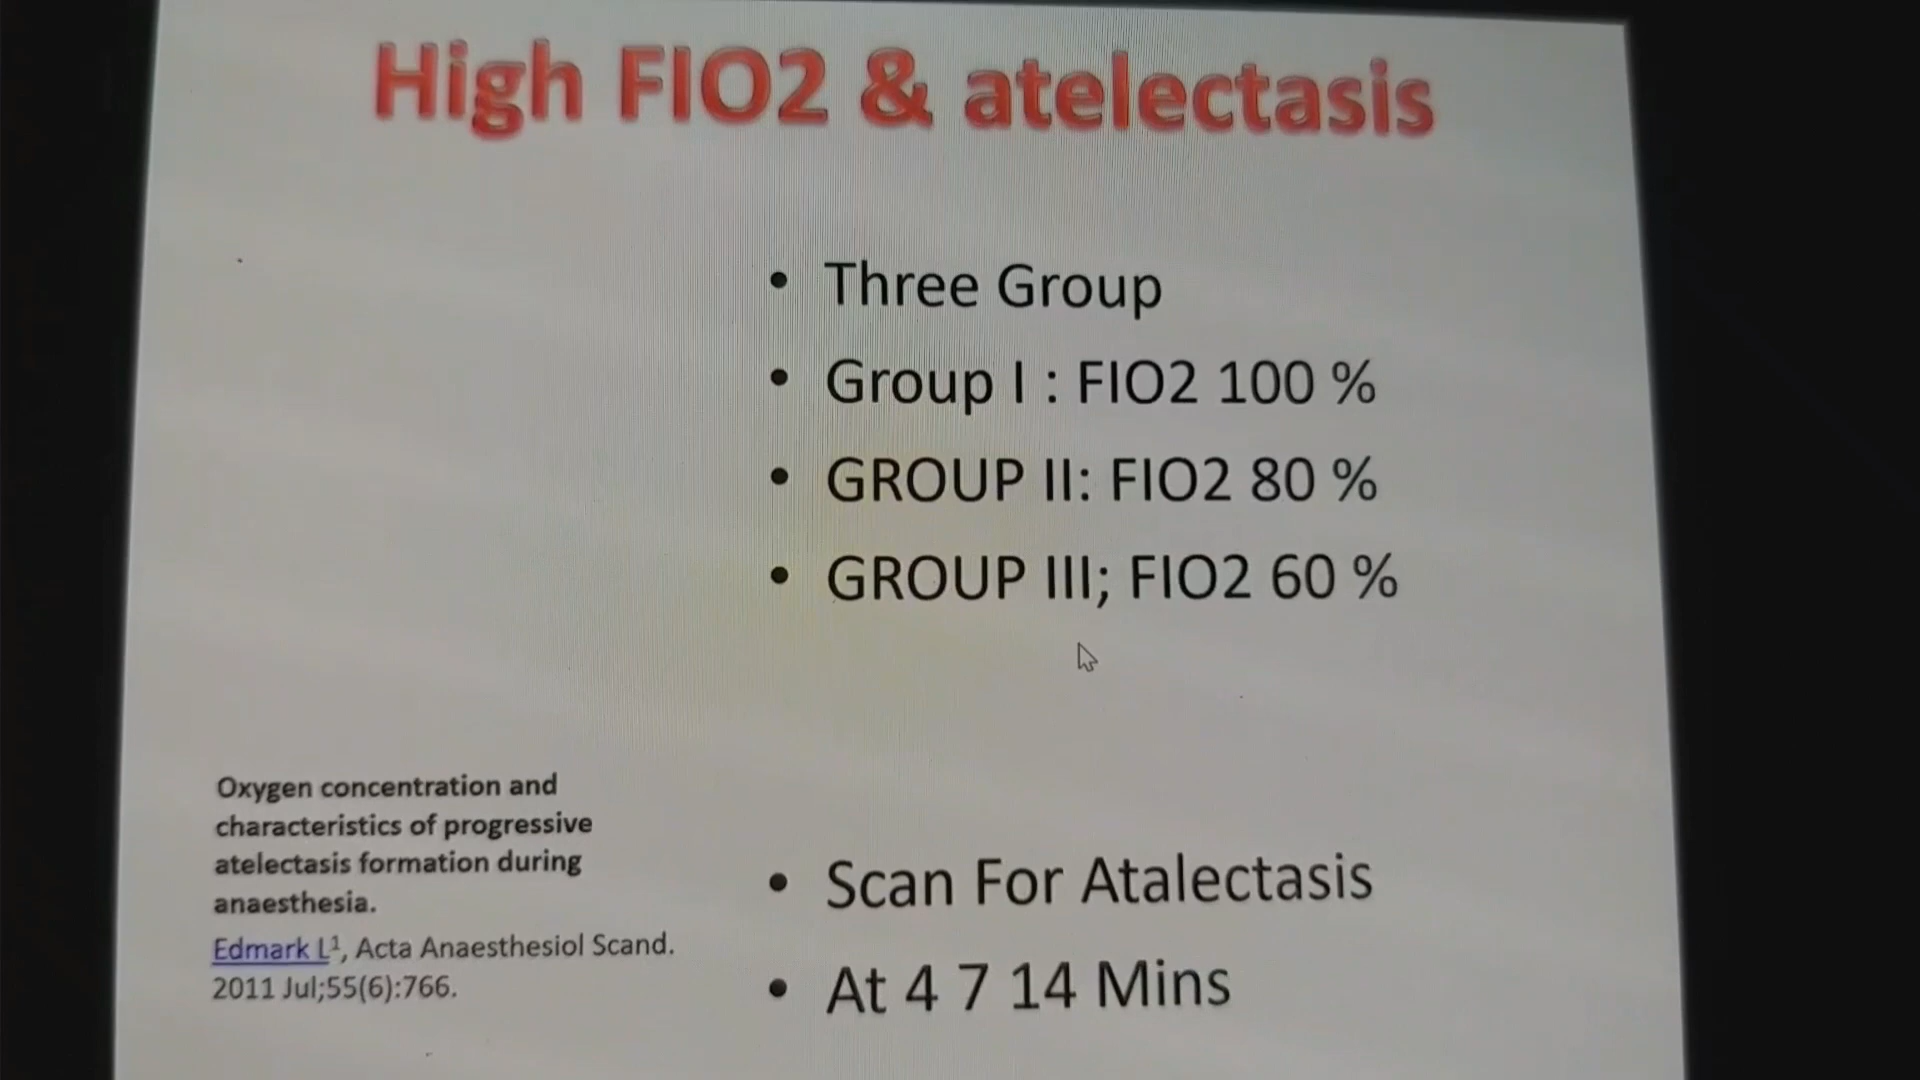 High FIO2 & atelectasis
• Three Group
• Group I : FIO2 100 %
• GROUP II: FIO2 80 %
• GROUP III; FIO2 60 %
Oxygen concentration and
characteristics of progressive
atelectasis formation during
anaesthesia.
Edmark L¹, Acta Anaesthesiol Scand.
2011 Jul;55(6):766.
• Scan For Atalectasis
• At 4 7 14 Mins